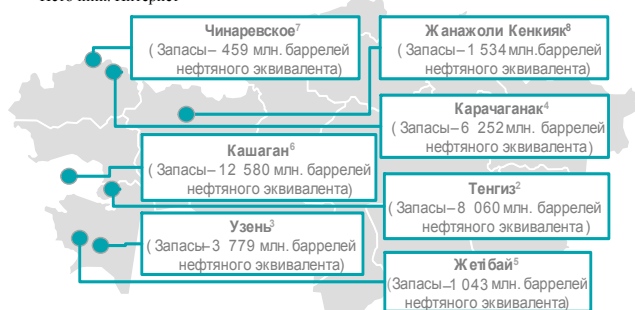 Чинаревское⁷
( Запасы– 459 млн. баррелей
нефтяного эквивалента)
Жанажоли Кенкияк⁸
( Запасы–1 534 млн. баррелей
нефтяного эквивалента)
Карачаганак⁴
( Запасы–6 252 млн. баррелей
нефтяного эквивалента)
Кашаган⁶
( Запасы–12 580 млн. баррелей
нефтяного эквивалента)
Тенгиз²
( Запасы–8 060 млн. баррелей
нефтяного эквивалента)
Узень³
( Запасы–3 779 млн. баррелей
нефтяного эквивалента)
Жетібай⁵
(Запасы–1 043 млн. баррелей
нефтяного эквивалента)